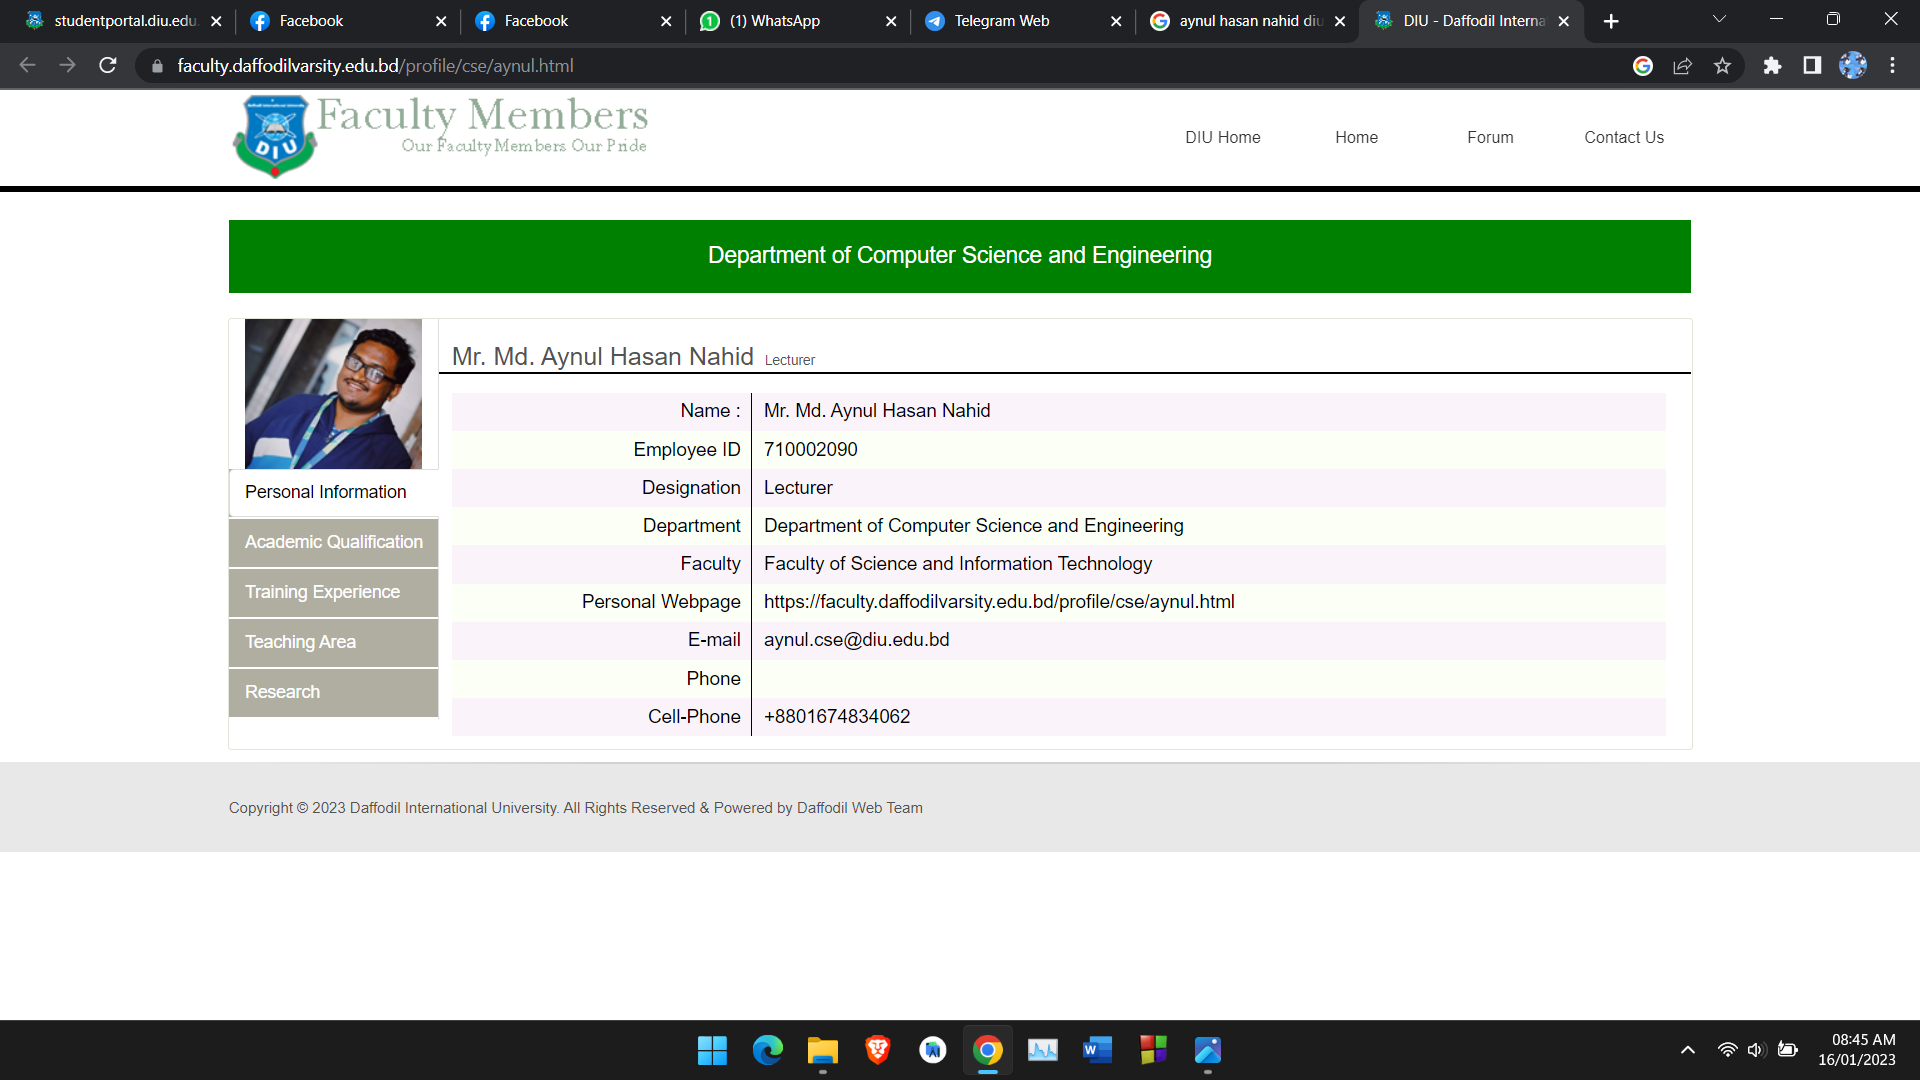 studentportal.diu.edu.
Facebook
Facebook
(1) WhatsApp
Telegram Web
aynul hasan nahid diu
DIU - Daffodil Interna
faculty.daffodilvarsity.edu.bd/profile/cse/aynul.html
DIU
Faculty Members
Our Faculty Members Our Pride
DIU Home
Home
Forum
Contact Us
Department of Computer Science and Engineering
Mr. Md. Aynul Hasan Nahid Lecturer
Name : Mr. Md. Aynul Hasan Nahid
Employee ID 710002090
Designation Lecturer
Department Department of Computer Science and Engineering
Faculty Faculty of Science and Information Technology
Personal Webpage https://faculty.daffodilvarsity.edu.bd/profile/cse/aynul.html
E-mail aynul.cse@diu.edu.bd
Phone
Cell-Phone +8801674834062
Personal Information
Academic Qualification
Training Experience
Teaching Area
Research
Copyright © 2023 Daffodil International University. All Rights Reserved & Powered by Daffodil Web Team
08:45 AM
16/01/2023